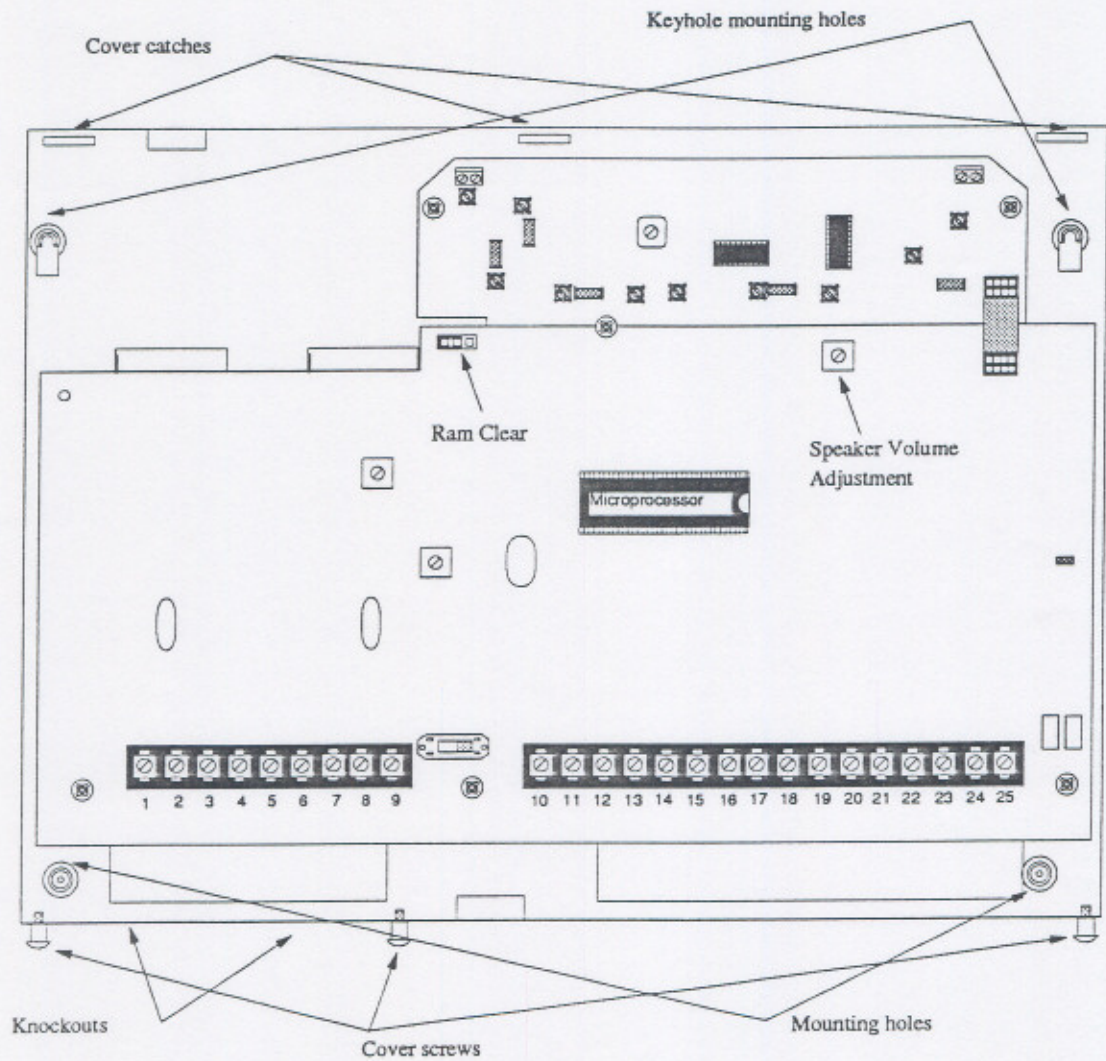 Cover catches
Keyhole mounting holes
Ram Clear
Speaker Volume
Adjustment
Microprocessor
1 2 3 4 5 6 7 8 9
10 11 12 13 14 15 16 17 18 19 20 21 22 23 24 25
Knockouts
Cover screws
Mounting holes